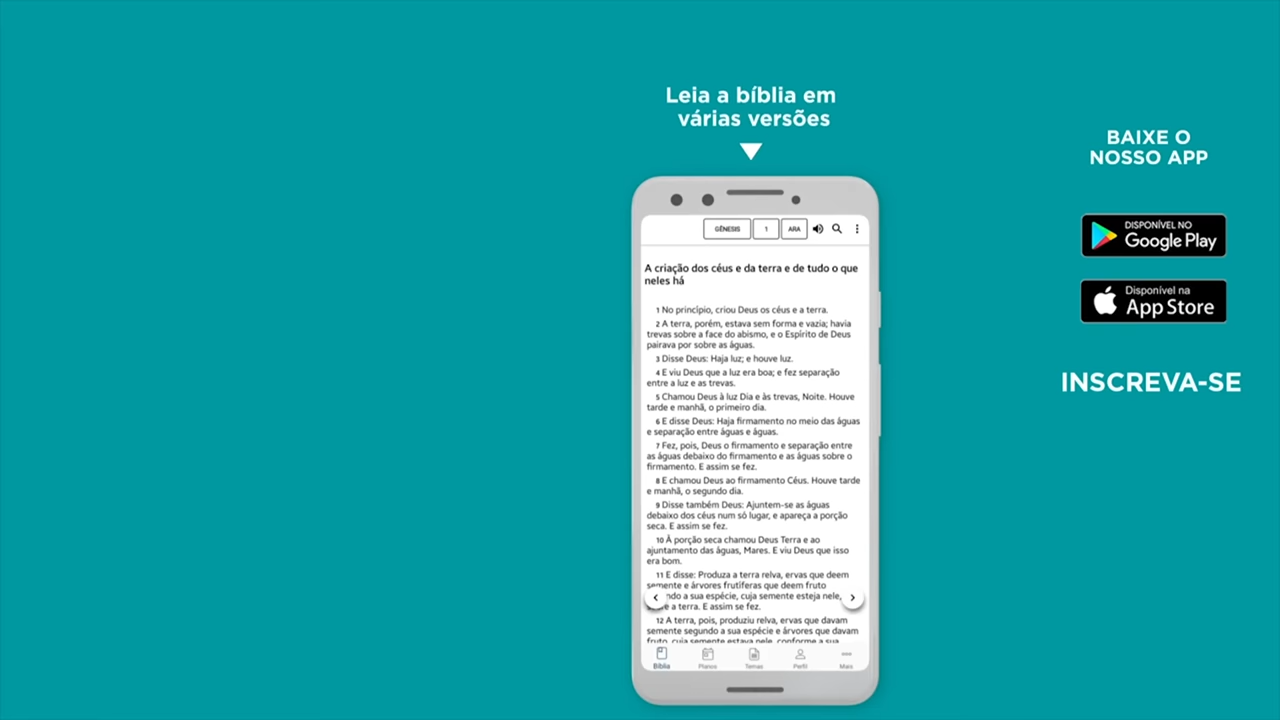 Leia a bíblia em
várias versões
GÊNESIS 1 ARA
A criação dos céus e da terra e de tudo o que
neles há
1 No princípio, criou Deus os céus e a terra.
2 A terra, porém, estava sem forma e vazia; havia
trevas sobre a face do abismo, e o Espírito de Deus
pairava por sobre as águas.
3 Disse Deus: Haja luz; e houve luz.
4 E viu Deus que a luz era boa; e fez separação
entre a luz e as trevas.
5 Chamou Deus à luz Dia e às trevas, Noite. Houve
tarde e manhã, o primeiro dia.
6 E disse Deus: Haja firmamento no meio das águas
e separação entre águas e águas.
7 Fez, pois, Deus o firmamento e separação entre
as águas debaixo do firmamento e as águas sobre o
firmamento. E assim se fez.
8 E chamou Deus ao firmamento Céus. Houve tarde
e manhã, o segundo dia.
9 Disse também Deus: Ajuntem-se as águas
debaixo dos céus num só lugar, e apareça a porção
seca. E assim se fez.
10 À porção seca chamou Deus Terra e ao
ajuntamento das águas, Mares. E viu Deus que isso
era bom.
11 E disse: Produza a terra relva, ervas que deem
semente e árvores frutíferas que deem fruto
a sua espécie, cuja semente esteja nele,
a terra. E assim se fez.
12 A terra, pois, produziu relva, ervas que davam
semente segundo a sua espécie e árvores que davam
fruto, cuja semente estava nele, conforme a sua
Bíblia Planos Temas Perfil Mais
BAIXE O
NOSSO APP
DISPONÍVEL NO
Google Play
Disponível na
App Store
INSCREVA-SE